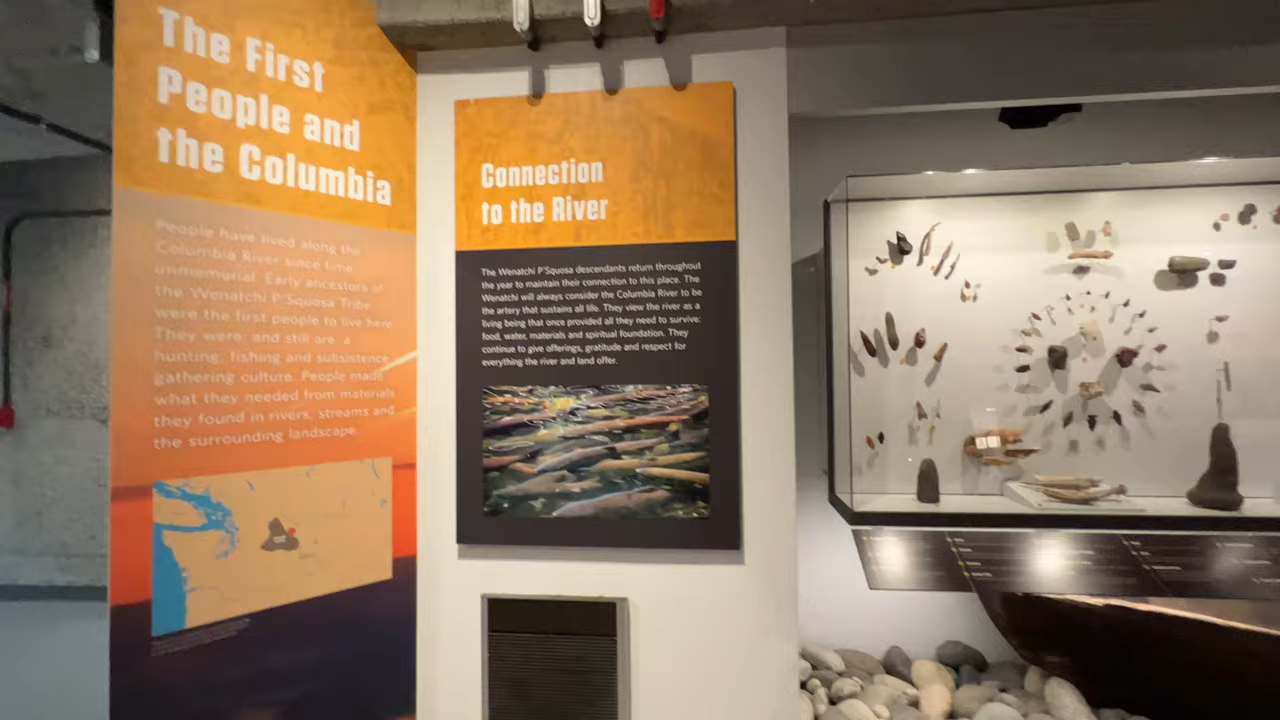 The First
People and
the Columbia
People have lived along the
Columbia River since time
immemorial. Early ancestors of
the Wenatchi P'Squosa Tribe
were the first people to live here.
They were, and still are, a
hunting, fishing and subsistence
gathering culture. People made
what they needed from materials
they found in rivers, streams and
the surrounding landscape.
Connection
to the River
The Wenatchi P'Squosa descendants return throughout
the year to maintain their connection to this place. The
Wenatchi will always consider the Columbia River to be
the artery that sustains all life. They view the river as a
living being that once provided all they need to survive:
food, water, materials and spiritual foundation. They
continue to give offerings, gratitude and respect for
everything the river and land offer.